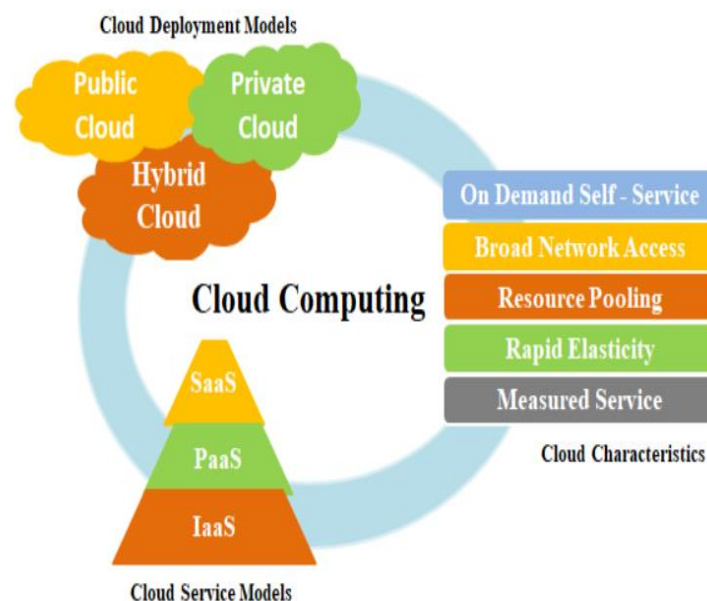 Cloud Deployment Models
Public
Cloud
Private
Cloud
Hybrid
Cloud
On Demand Self - Service
Broad Network Access
Resource Pooling
Rapid Elasticity
Measured Service
Cloud Characteristics
Cloud Computing
SaaS
PaaS
IaaS
Cloud Service Models